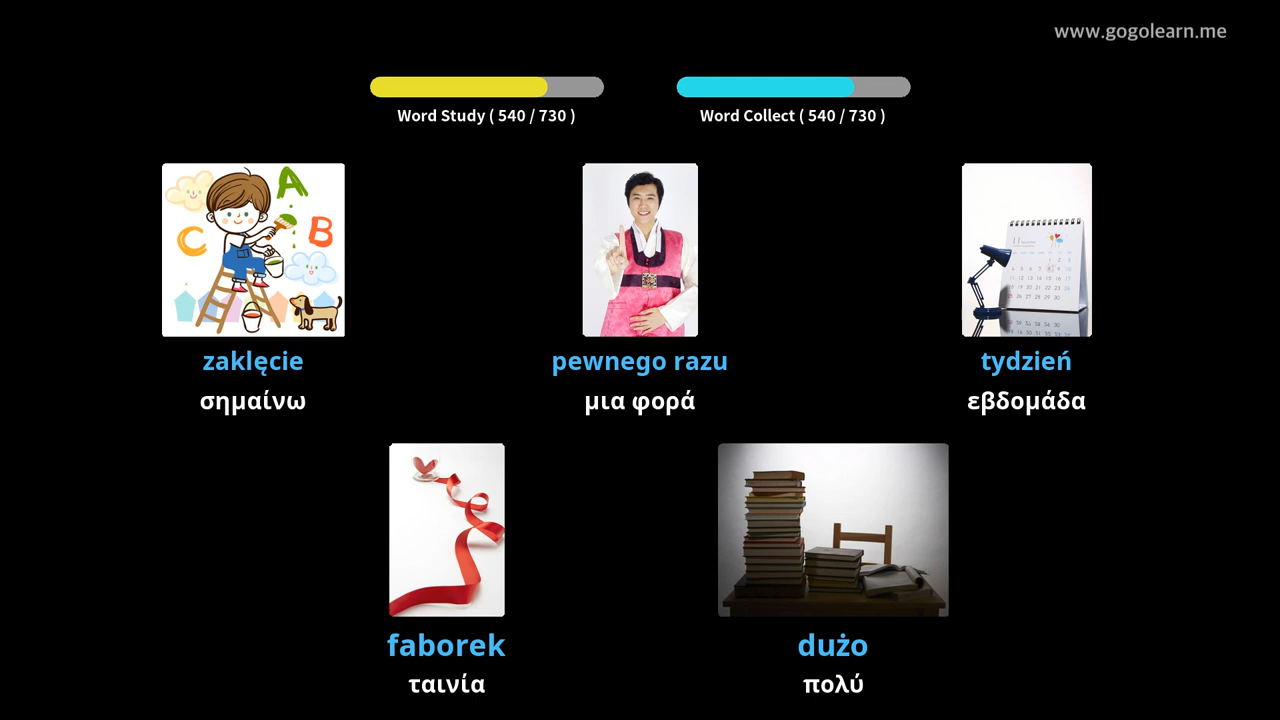 www.gogolearn.me
Word Study ( 540 / 730 )
Word Collect ( 540 / 730 )
A
B
C
zaklęcie
σημαίνω
pewnego razu
μια φορά
tydzień
εβδομάδα
faborek
ταινία
dużo
πολύ